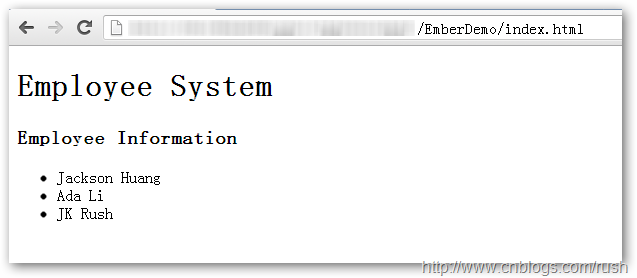 /EmberDemo/index.html
Employee System
Employee Information
Jackson Huang
Ada Li
JK Rush
http://www.cnblogs.com/rush